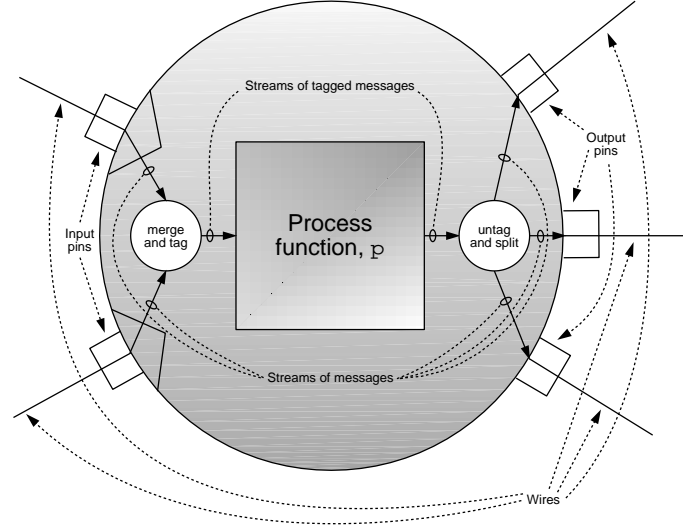 Streams of tagged messages
Output
pins
Input
pins
merge
and tag
Process
function, p
untag
and split
Streams of messages
Wires